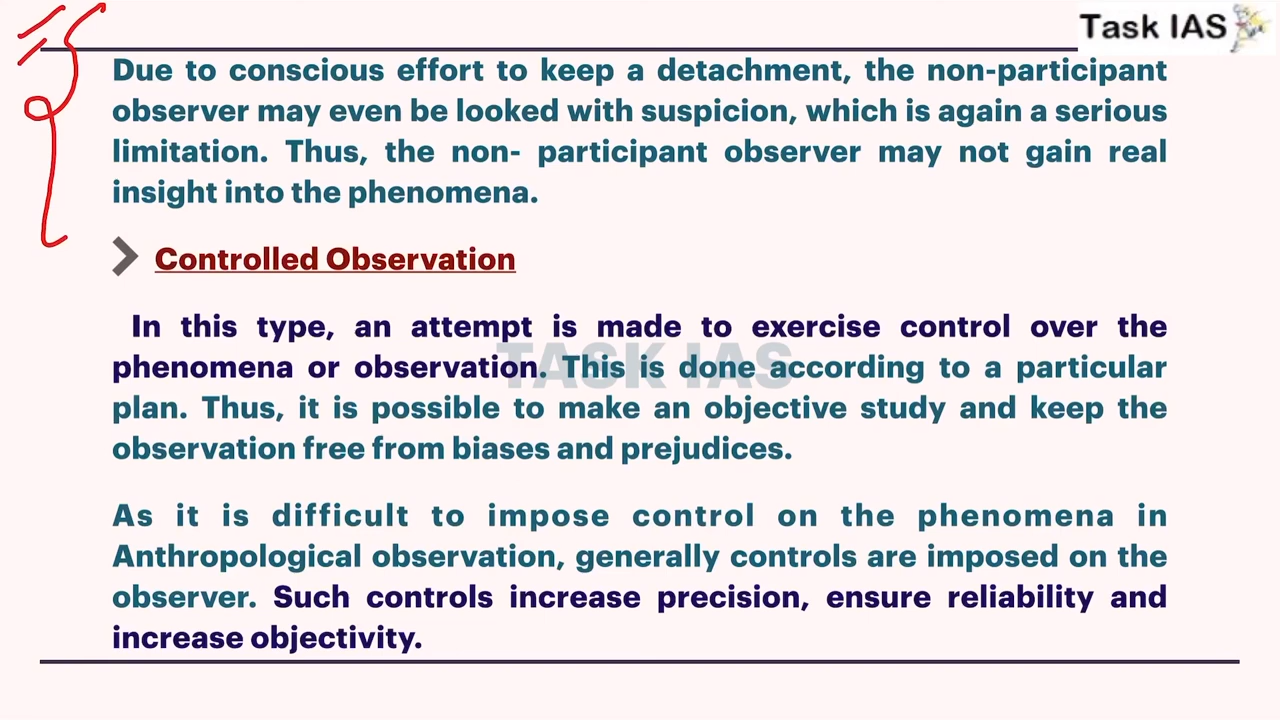 Task IAS
Due to conscious effort to keep a detachment, the non-participant
observer may even be looked with suspicion, which is again a serious
limitation. Thus, the non- participant observer may not gain real
insight into the phenomena.
Controlled Observation
In this type, an attempt is made to exercise control over the
phenomena or observation. This is done according to a particular
plan. Thus, it is possible to make an objective study and keep the
observation free from biases and prejudices.
TASK IAS
As it is difficult to impose control on the phenomena in
Anthropological observation, generally controls are imposed on the
observer. Such controls increase precision, ensure reliability and
increase objectivity.